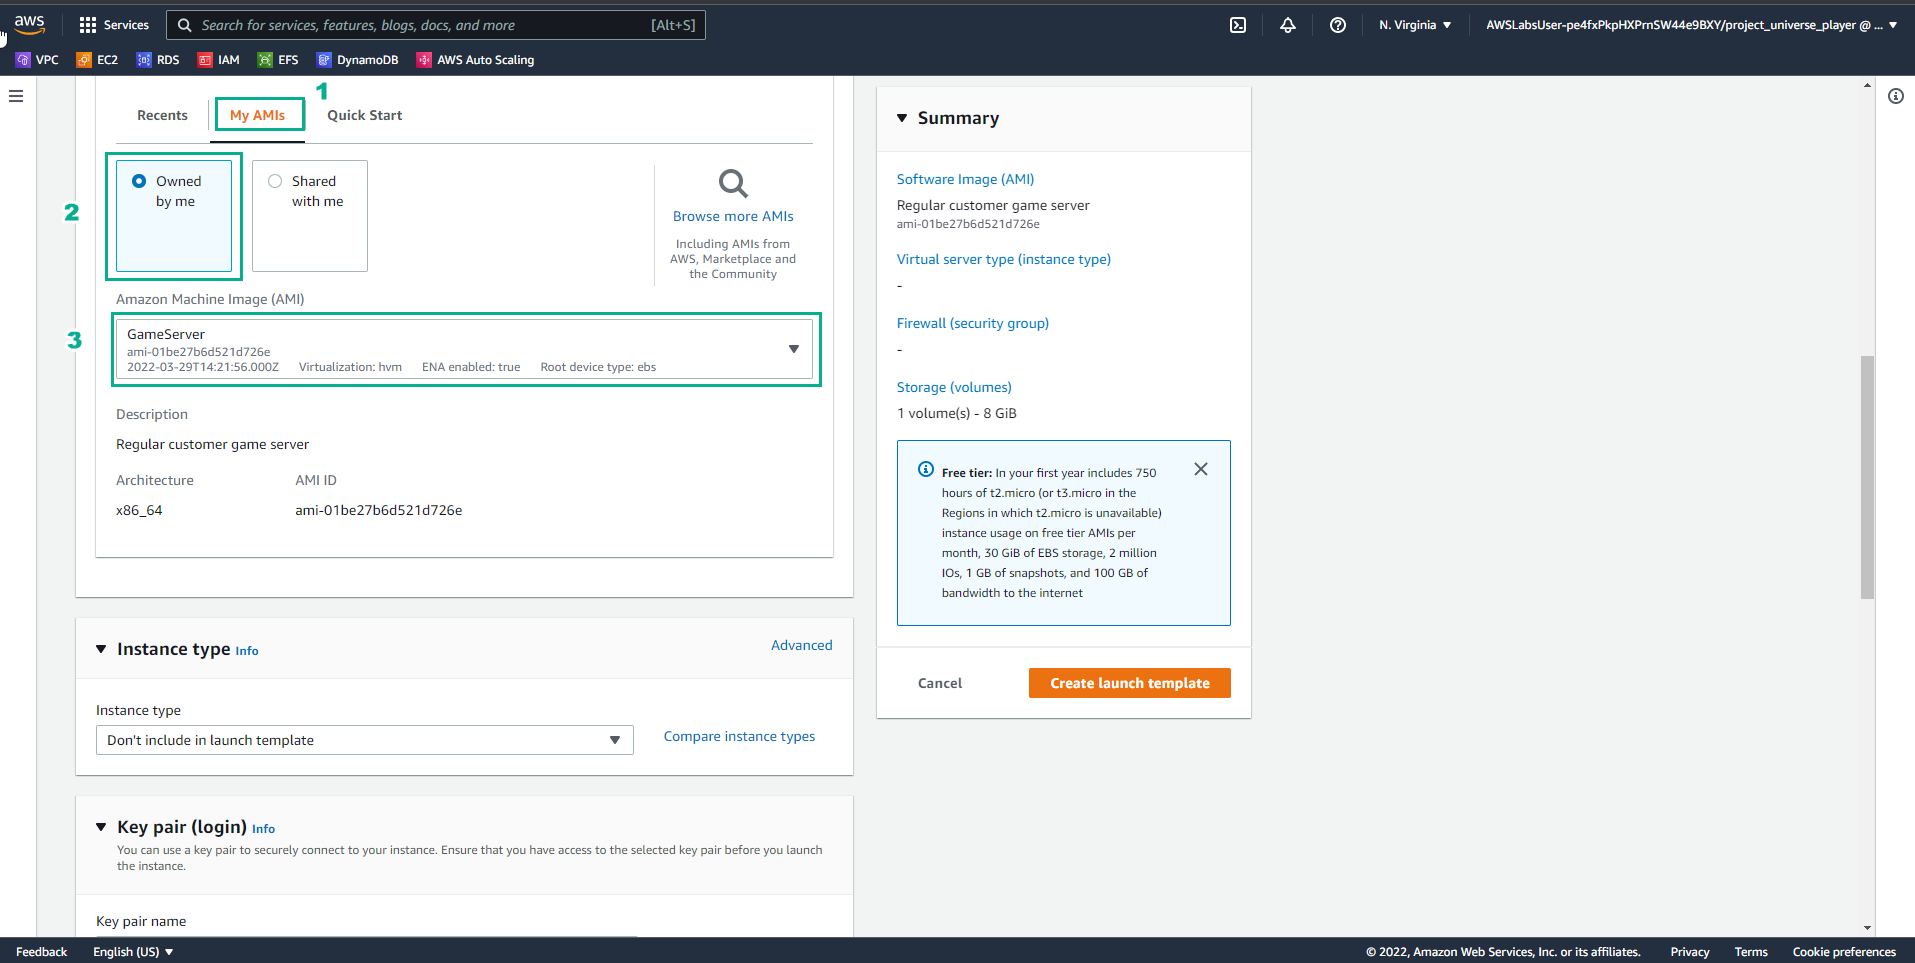 aws
Services
Search for services, features, blogs, docs, and more
[Alt+S]
N. Virginia
AWSLabsUser-pe4fxPkpHXPrnSW44e9BXY/project_universe_player @ ...
VPC
EC2
RDS
IAM
EFS
DynamoDB
AWS Auto Scaling
1
Recents
My AMIs
Quick Start
2
Owned
by me
Shared
with me
Browse more AMIs
Including AMIs from
AWS, Marketplace and
the Community
Amazon Machine Image (AMI)
3
GameServer
ami-01be27b6d521d726e
2022-03-29T14:21:56.000Z Virtualization: hvm ENA enabled: true Root device type: ebs
Description
Regular customer game server
Architecture AMI ID
x86_64 ami-01be27b6d521d726e
Instance type Info
Advanced
Instance type
Don't include in launch template
Compare instance types
Key pair (login) Info
You can use a key pair to securely connect to your instance. Ensure that you have access to the selected key pair before you launch
the instance.
Key pair name
Summary
Software Image (AMI)
Regular customer game server
ami-01be27b6d521d726e
Virtual server type (instance type)
-
Firewall (security group)
-
Storage (volumes)
1 volume(s) - 8 GiB
Free tier: In your first year includes 750
hours of t2.micro (or t3.micro in the
Regions in which t2.micro is unavailable)
instance usage on free tier AMIs per
month, 30 GiB of EBS storage, 2 million
IOs, 1 GB of snapshots, and 100 GB of
bandwidth to the internet
Cancel
Create launch template
Feedback
English (US)
© 2022, Amazon Web Services, Inc. or its affiliates.
Privacy
Terms
Cookie preferences